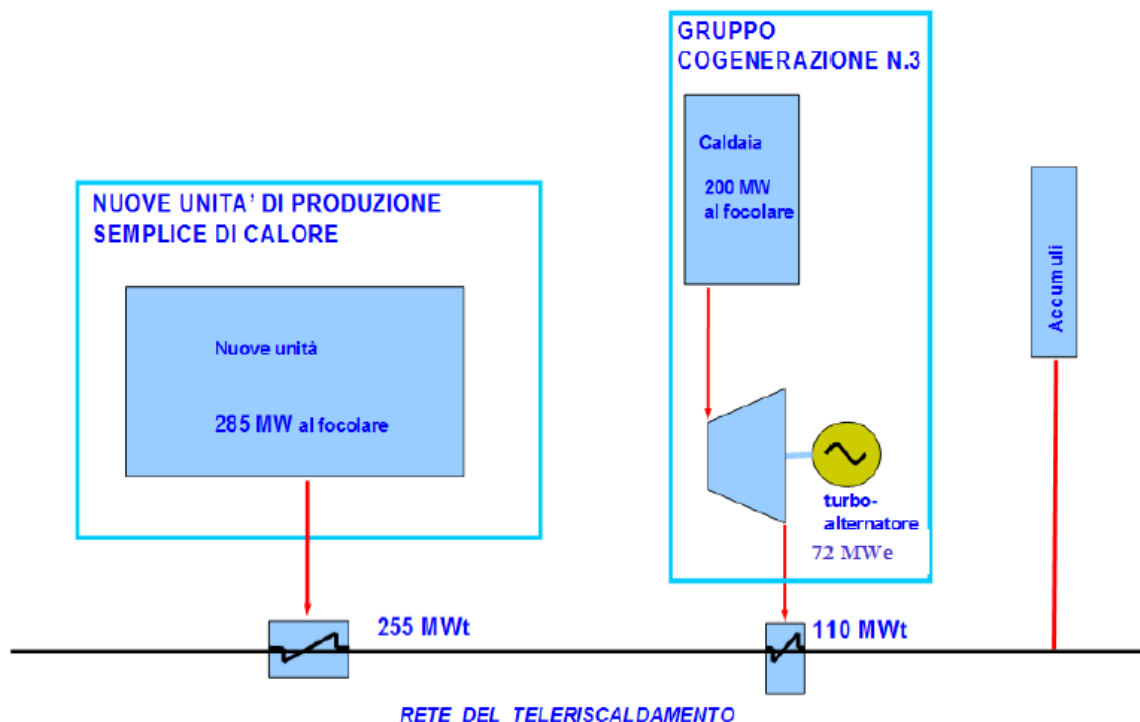 GRUPPO
COGENERAZIONE N.3
Caldaia
200 MW
al focolare
NUOVE UNITA' DI PRODUZIONE
SEMPLICE DI CALORE
Nuove unità
285 MW al focolare
Accumuli
turbo-
alternatore
72 MWe
255 MWt
110 MWt
RETE DEL TELERISCALDAMENTO